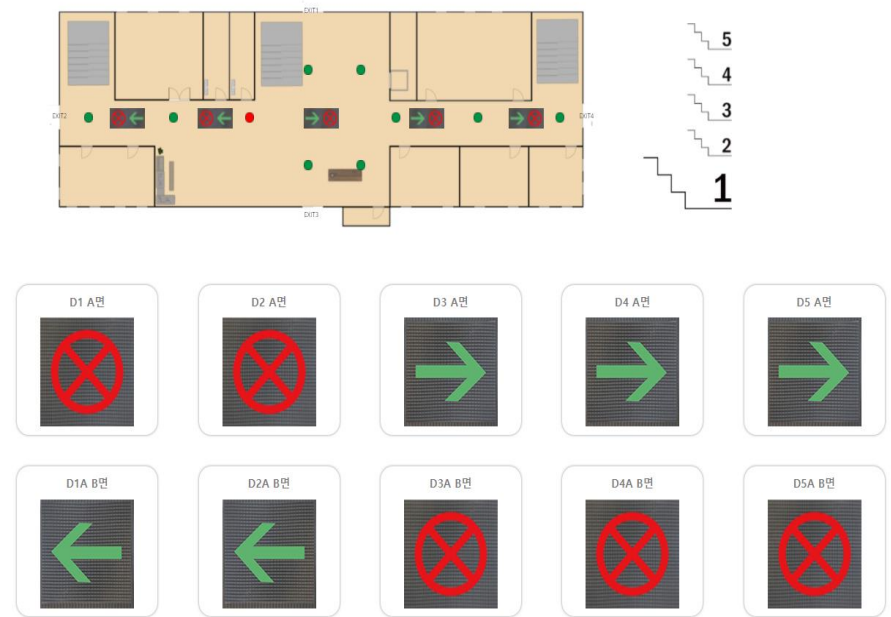 EXIT1
5
4
3
EXIT2
EXIT4
2
1
EXIT3
D1 A면
D2 A면
D3 A면
D4 A면
D5 A면
D1A B면
D2A B면
D3A B면
D4A B면
D5A B면